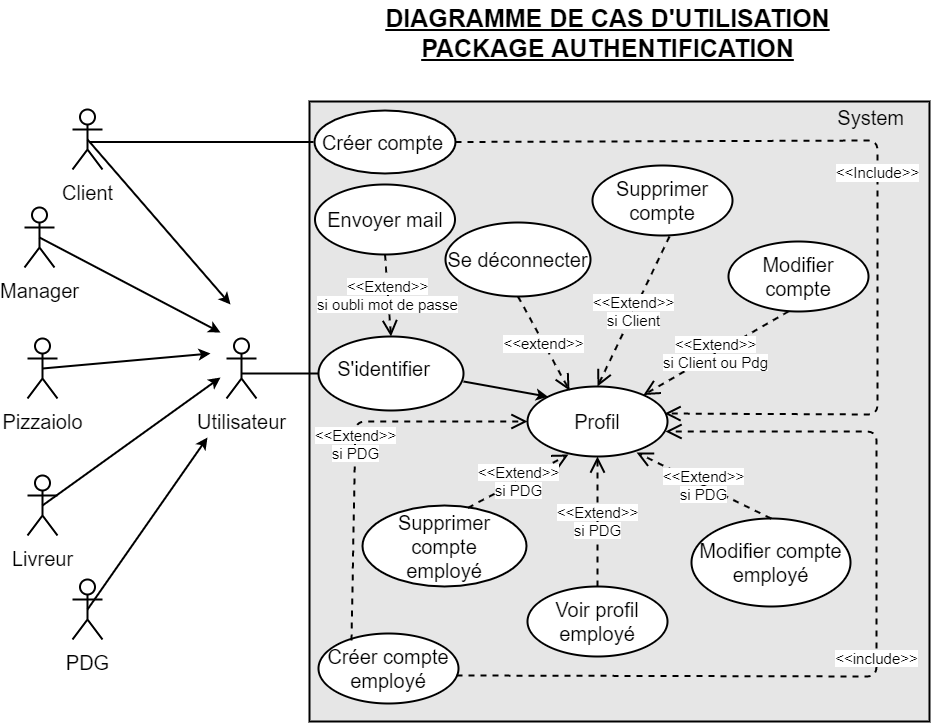 DIAGRAMME DE CAS D'UTILISATION
PACKAGE AUTHENTIFICATION
System
Créer compte
<<Include>>
Client
Supprimer
compte
Envoyer mail
Se déconnecter
Modifier
compte
Manager
<<Extend>>
si oubli mot de passe
<<Extend>>
si Client
<<extend>>
<<Extend>>
si Client ou Pdg
S'identifier
Pizzaiolo
Utilisateur
Profil
<<Extend>>
si PDG
<<Extend>>
si PDG
<<Extend>>
si PDG
<<Extend>>
si PDG
Supprimer
compte
employé
Modifier compte
employé
Livreur
Voir profil
employé
PDG
Créer compte
employé
<<include>>